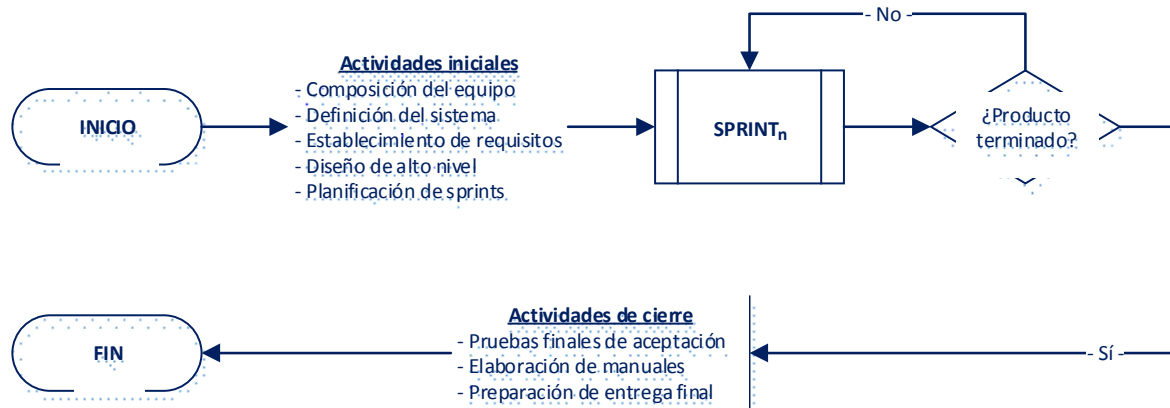 - No -
Actividades iniciales
- Composición del equipo
- Definición del sistema
- Establecimiento de requisitos
- Diseño de alto nivel
- Planificación de sprints
INICIO
SPRINTn
¿Producto
terminado?
Actividades de cierre
- Pruebas finales de aceptación
- Elaboración de manuales
- Preparación de entrega final
FIN
- Sí -